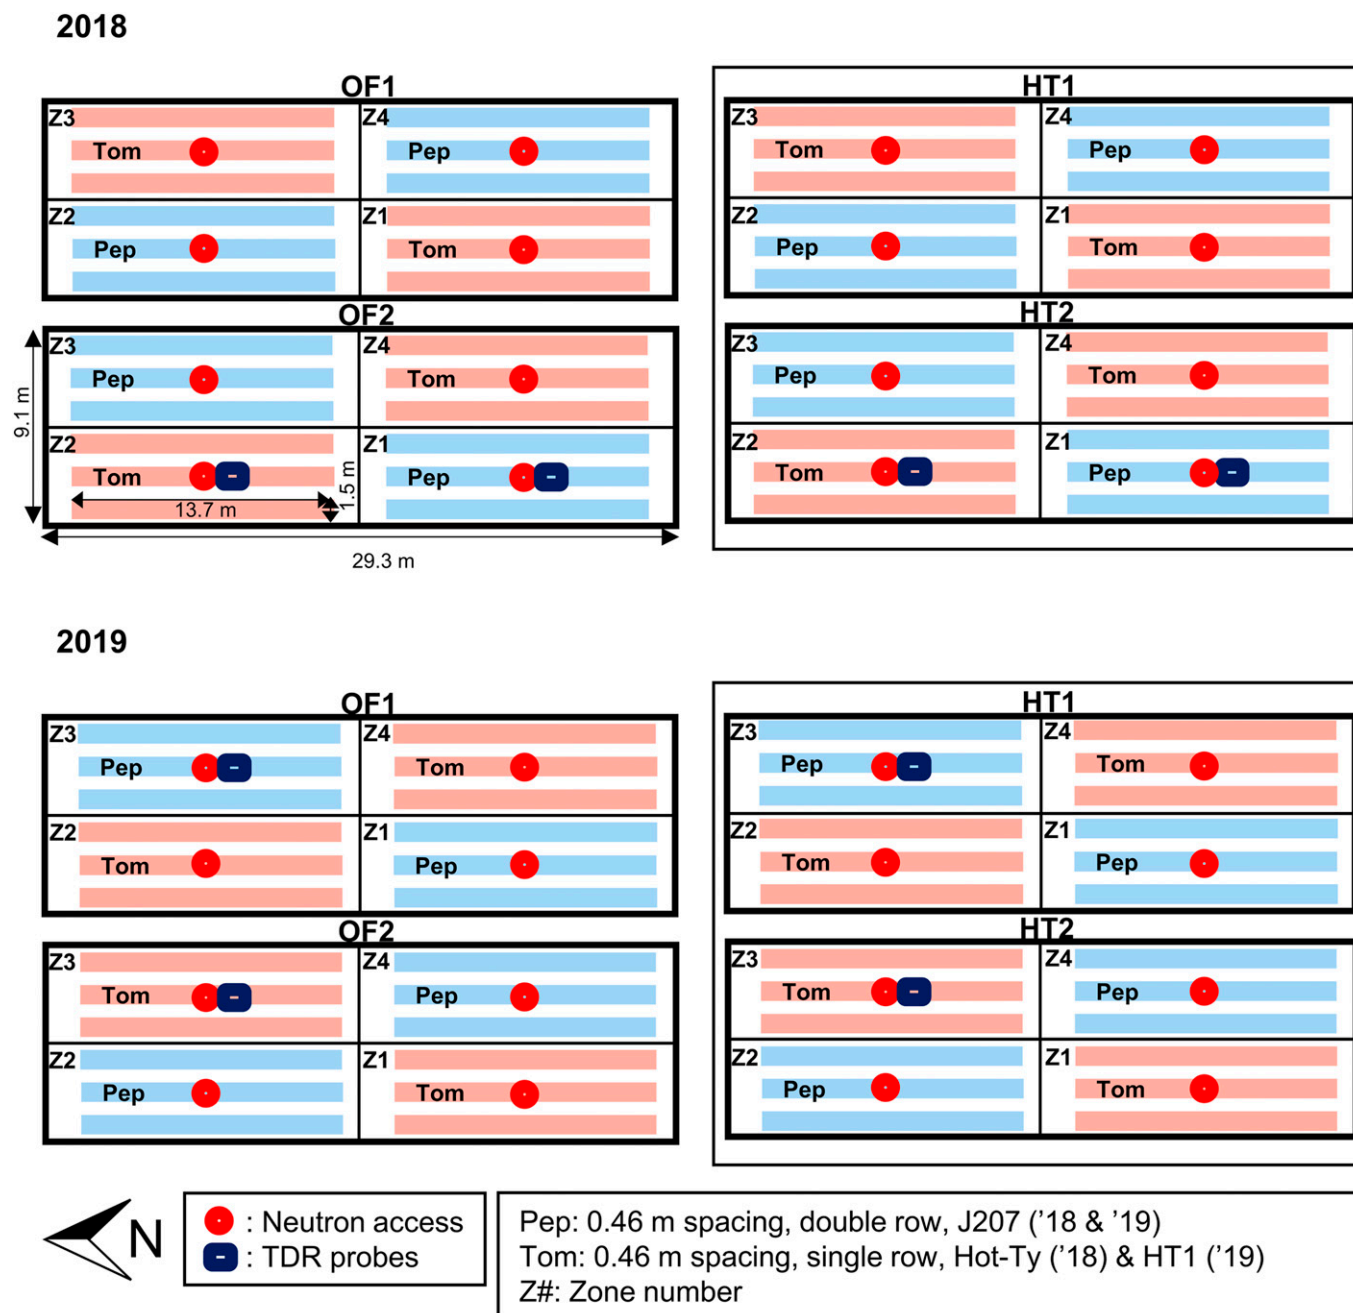 2018
OF1
Z3
Tom
Z4
Pep
Z2
Pep
Z1
Tom
OF2
Z3
Pep
Z4
Tom
Z2
Tom
Z1
Pep
9.1 m
13.7 m
1.5 m
29.3 m
HT1
Z3
Tom
Z4
Pep
Z2
Pep
Z1
Tom
HT2
Z3
Pep
Z4
Tom
Z2
Tom
Z1
Pep
2019
OF1
Z3
Pep
Z4
Tom
Z2
Tom
Z1
Pep
OF2
Z3
Tom
Z4
Pep
Z2
Pep
Z1
Tom
HT1
Z3
Pep
Z4
Tom
Z2
Tom
Z1
Pep
HT2
Z3
Tom
Z4
Pep
Z2
Pep
Z1
Tom
N
: Neutron access
: TDR probes
Pep: 0.46 m spacing, double row, J207 (’18 & ’19)
Tom: 0.46 m spacing, single row, Hot-Ty (’18) & HT1 (’19)
Z#: Zone number